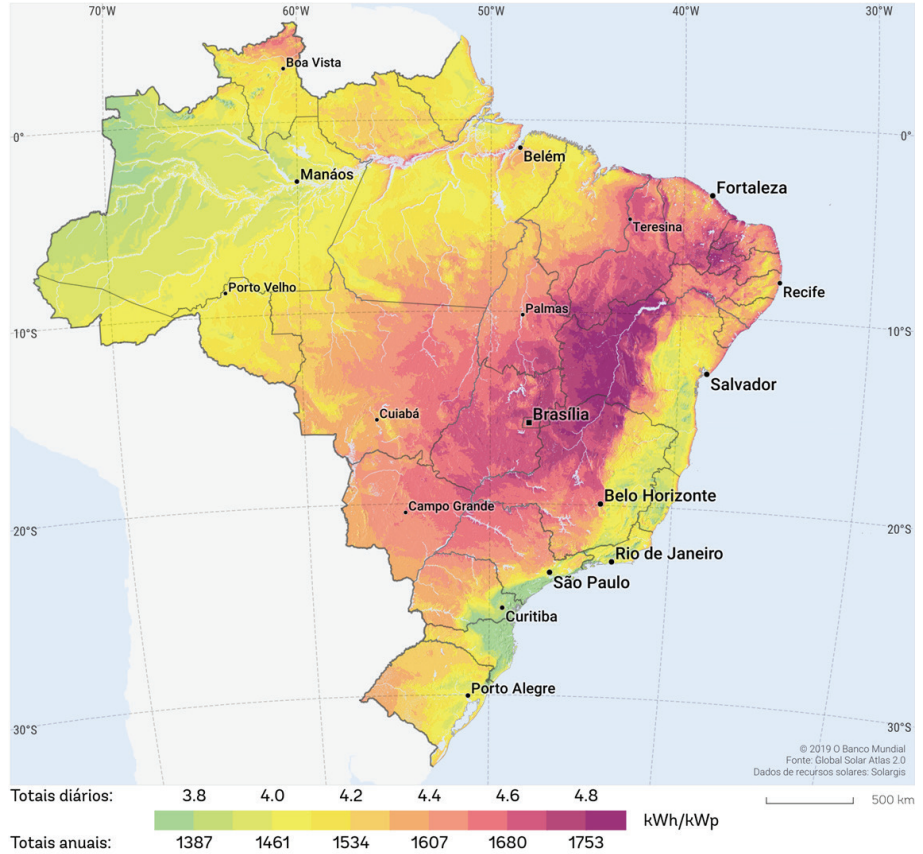 70°W 60°W 50°W 40°W 30°W
Boa Vista
0°
0°
Belém
Manáos
Fortaleza
Teresina
Porto Velho
Recife
Palmas
10°S
10°S
Salvador
Cuiabá
Brasília
Belo Horizonte
Campo Grande
20°S
20°S
Rio de Janeiro
São Paulo
Curitiba
Porto Alegre
30°S
30°S
© 2019 O Banco Mundial
Fonte: Global Solar Atlas 2.0
Dados de recursos solares: Solargis
Totais diários: 3.8 4.0 4.2 4.4 4.6 4.8
500 km
kWh/kWp
Totais anuais: 1387 1461 1534 1607 1680 1753